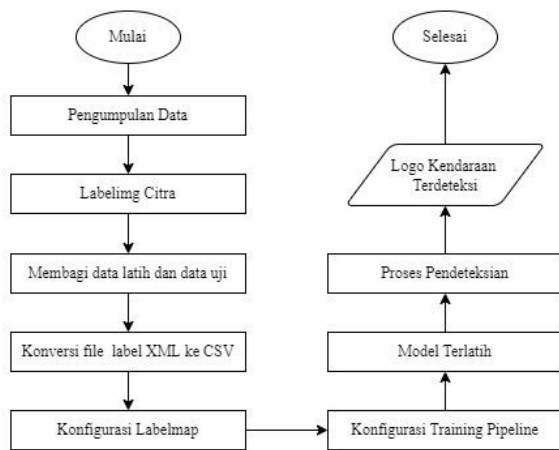 Mulai
Pengumpulan Data
Labelimg Citra
Membagi data latih dan data uji
Konversi file label XML ke CSV
Konfigurasi Labelmap
Konfigurasi Training Pipeline
Model Terlatih
Proses Pendeteksian
Logo Kendaraan
Terdeteksi
Selesai